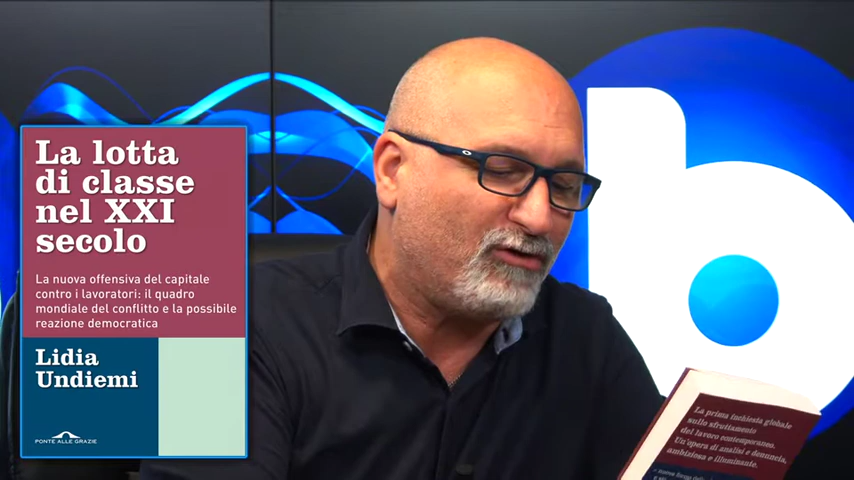 La lotta
di classe
nel XXI
secolo
La nuova offensiva del capitale
contro i lavoratori: il quadro
mondiale del conflitto e la possibile
reazione democratica
Lidia
Undiemi
PONTE ALLE GRAZIE
b
La prima inchiesta globale
sullo sfruttamento
del lavoro contemporaneo.
Un'opera di analisi e denuncia,
ambiziosa e illuminante.